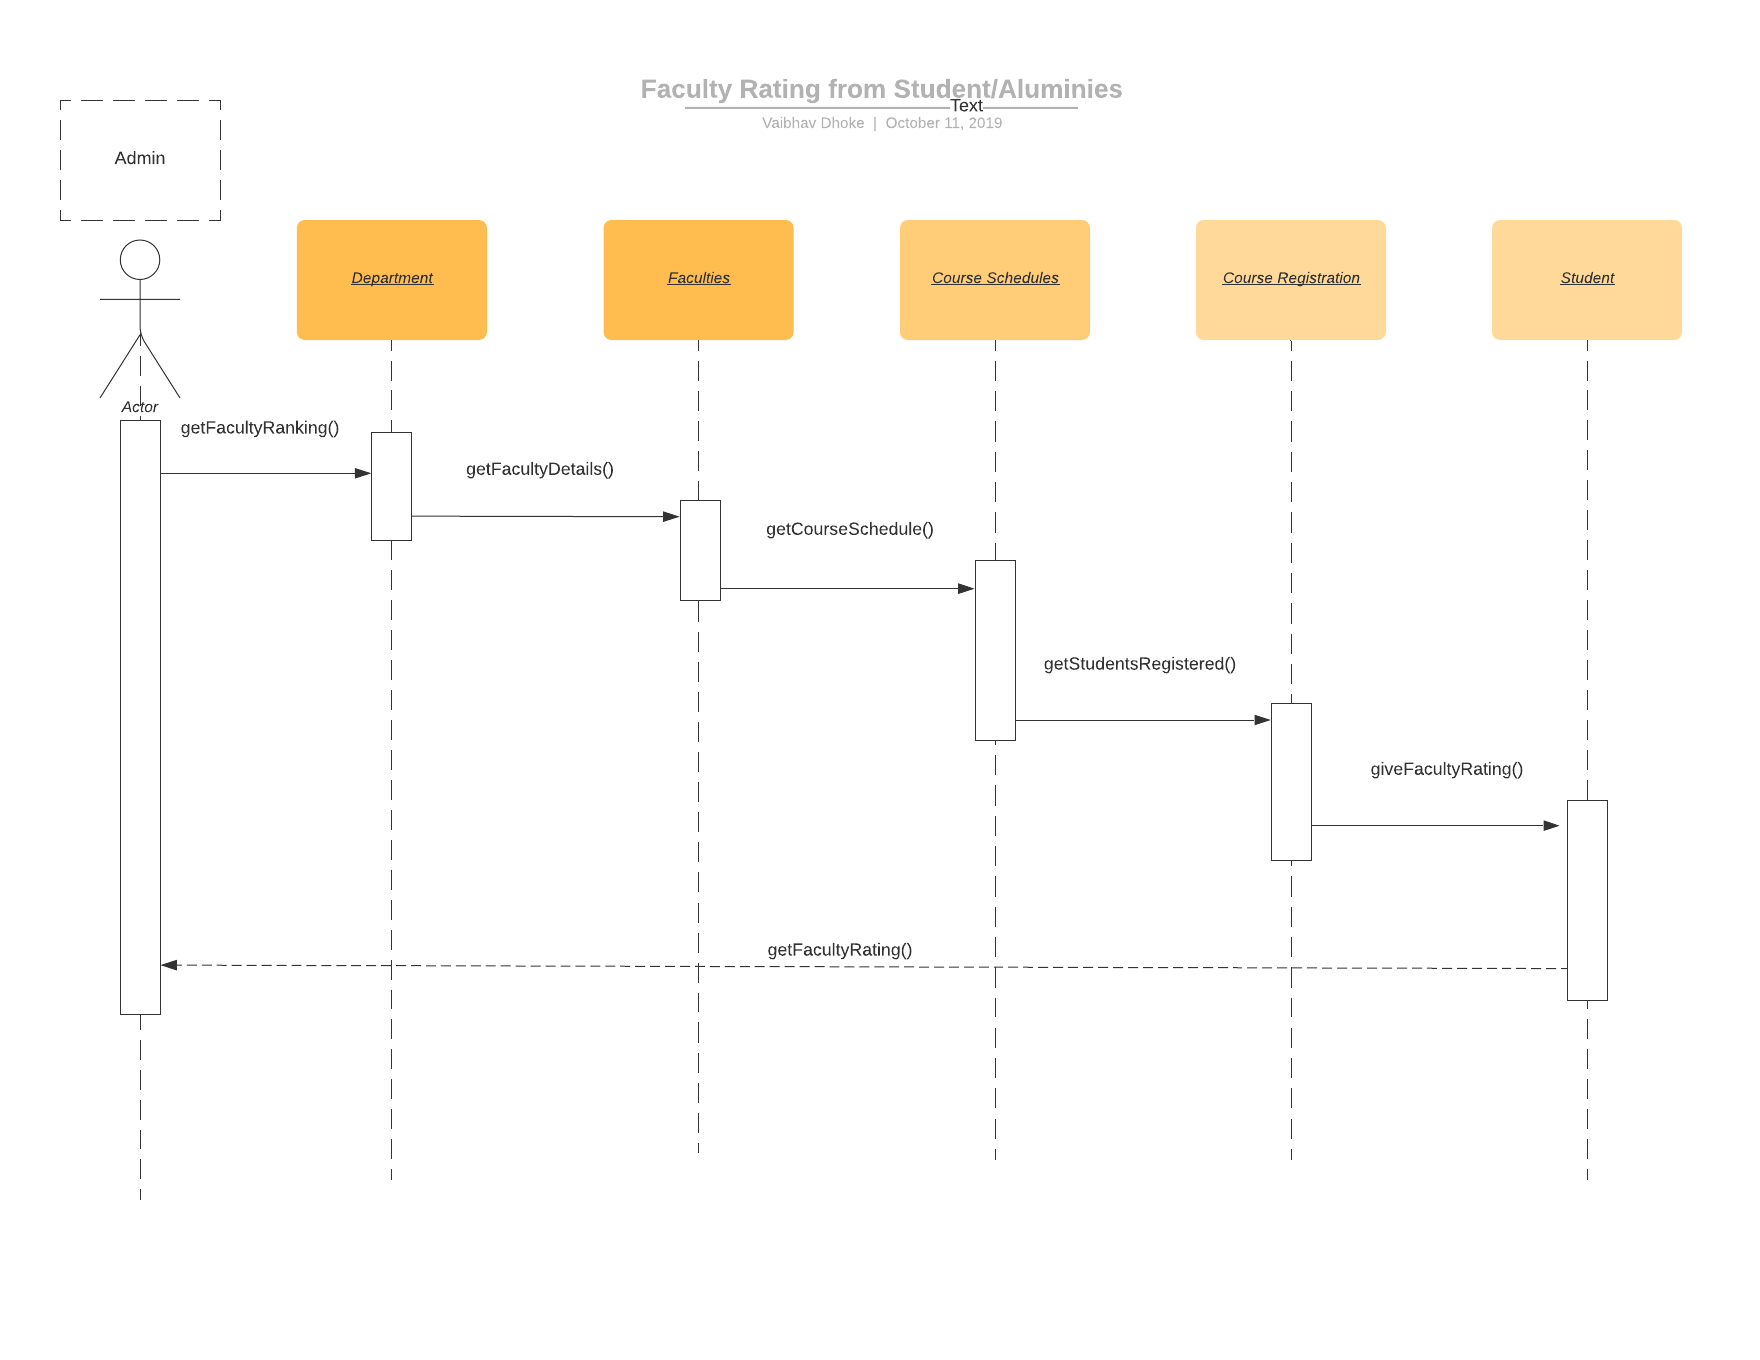 Faculty Rating from Student/Aluminies
Text
Vaibhav Dhoke | October 11, 2019
Admin
Department
Faculties
Course Schedules
Course Registration
Student
Actor
getFacultyRanking()
getFacultyDetails()
getCourseSchedule()
getStudentsRegistered()
giveFacultyRating()
getFacultyRating()